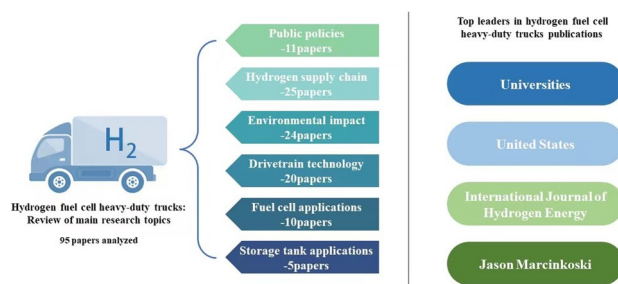 H2
Hydrogen fuel cell heavy-duty trucks:
Review of main research topics
95 papers analyzed
Public policies
-11papers
Hydrogen supply chain
-25papers
Environmental impact
-24papers
Drivetrain technology
-20papers
Fuel cell applications
-10papers
Storage tank applications
-5papers
Top leaders in hydrogen fuel cell
heavy-duty trucks publications
Universities
United States
International Journal of
Hydrogen Energy
Jason Marcinkoski